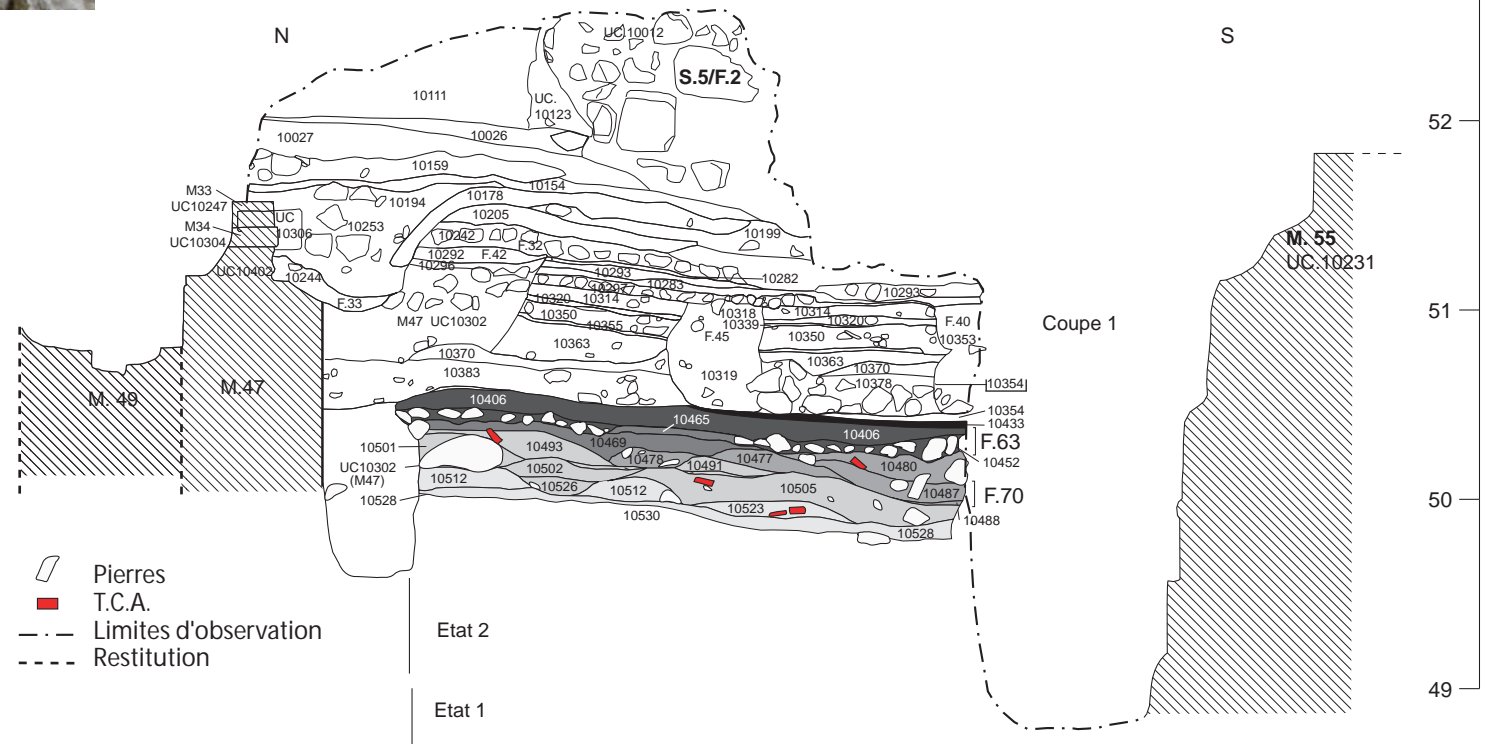 N
S
UC.10012
S.5/F.2
10111
UC.
10123
52
10027
10026
10159
10154
M33
UC10247
10194
10178
10205
UC
10306
10253
M34
UC10304
10199
10242
F.32
M. 55
UC.10231
10292
F.42
10296
UC10402
10244
10293
10282
10297
10283
10293
F.33
10320
10314
51
M47
UC10302
10350
10318
10314
10339
10320
F.40
Coupe 1
10355
F.45
10350
10353
10363
10370
10363
10370
10383
10319
10378
10354
M. 49
M.47
10406
10354
10465
10433
10406
F.63
10501
10493
10469
10452
10478
10491
10477
10480
UC10302
(M47)
10502
10512
10526
10512
10505
10487
F.70
50
10528
10523
10488
10530
10528
Pierres
T.C.A.
Limites d'observation
Restitution
Etat 2
Etat 1
49